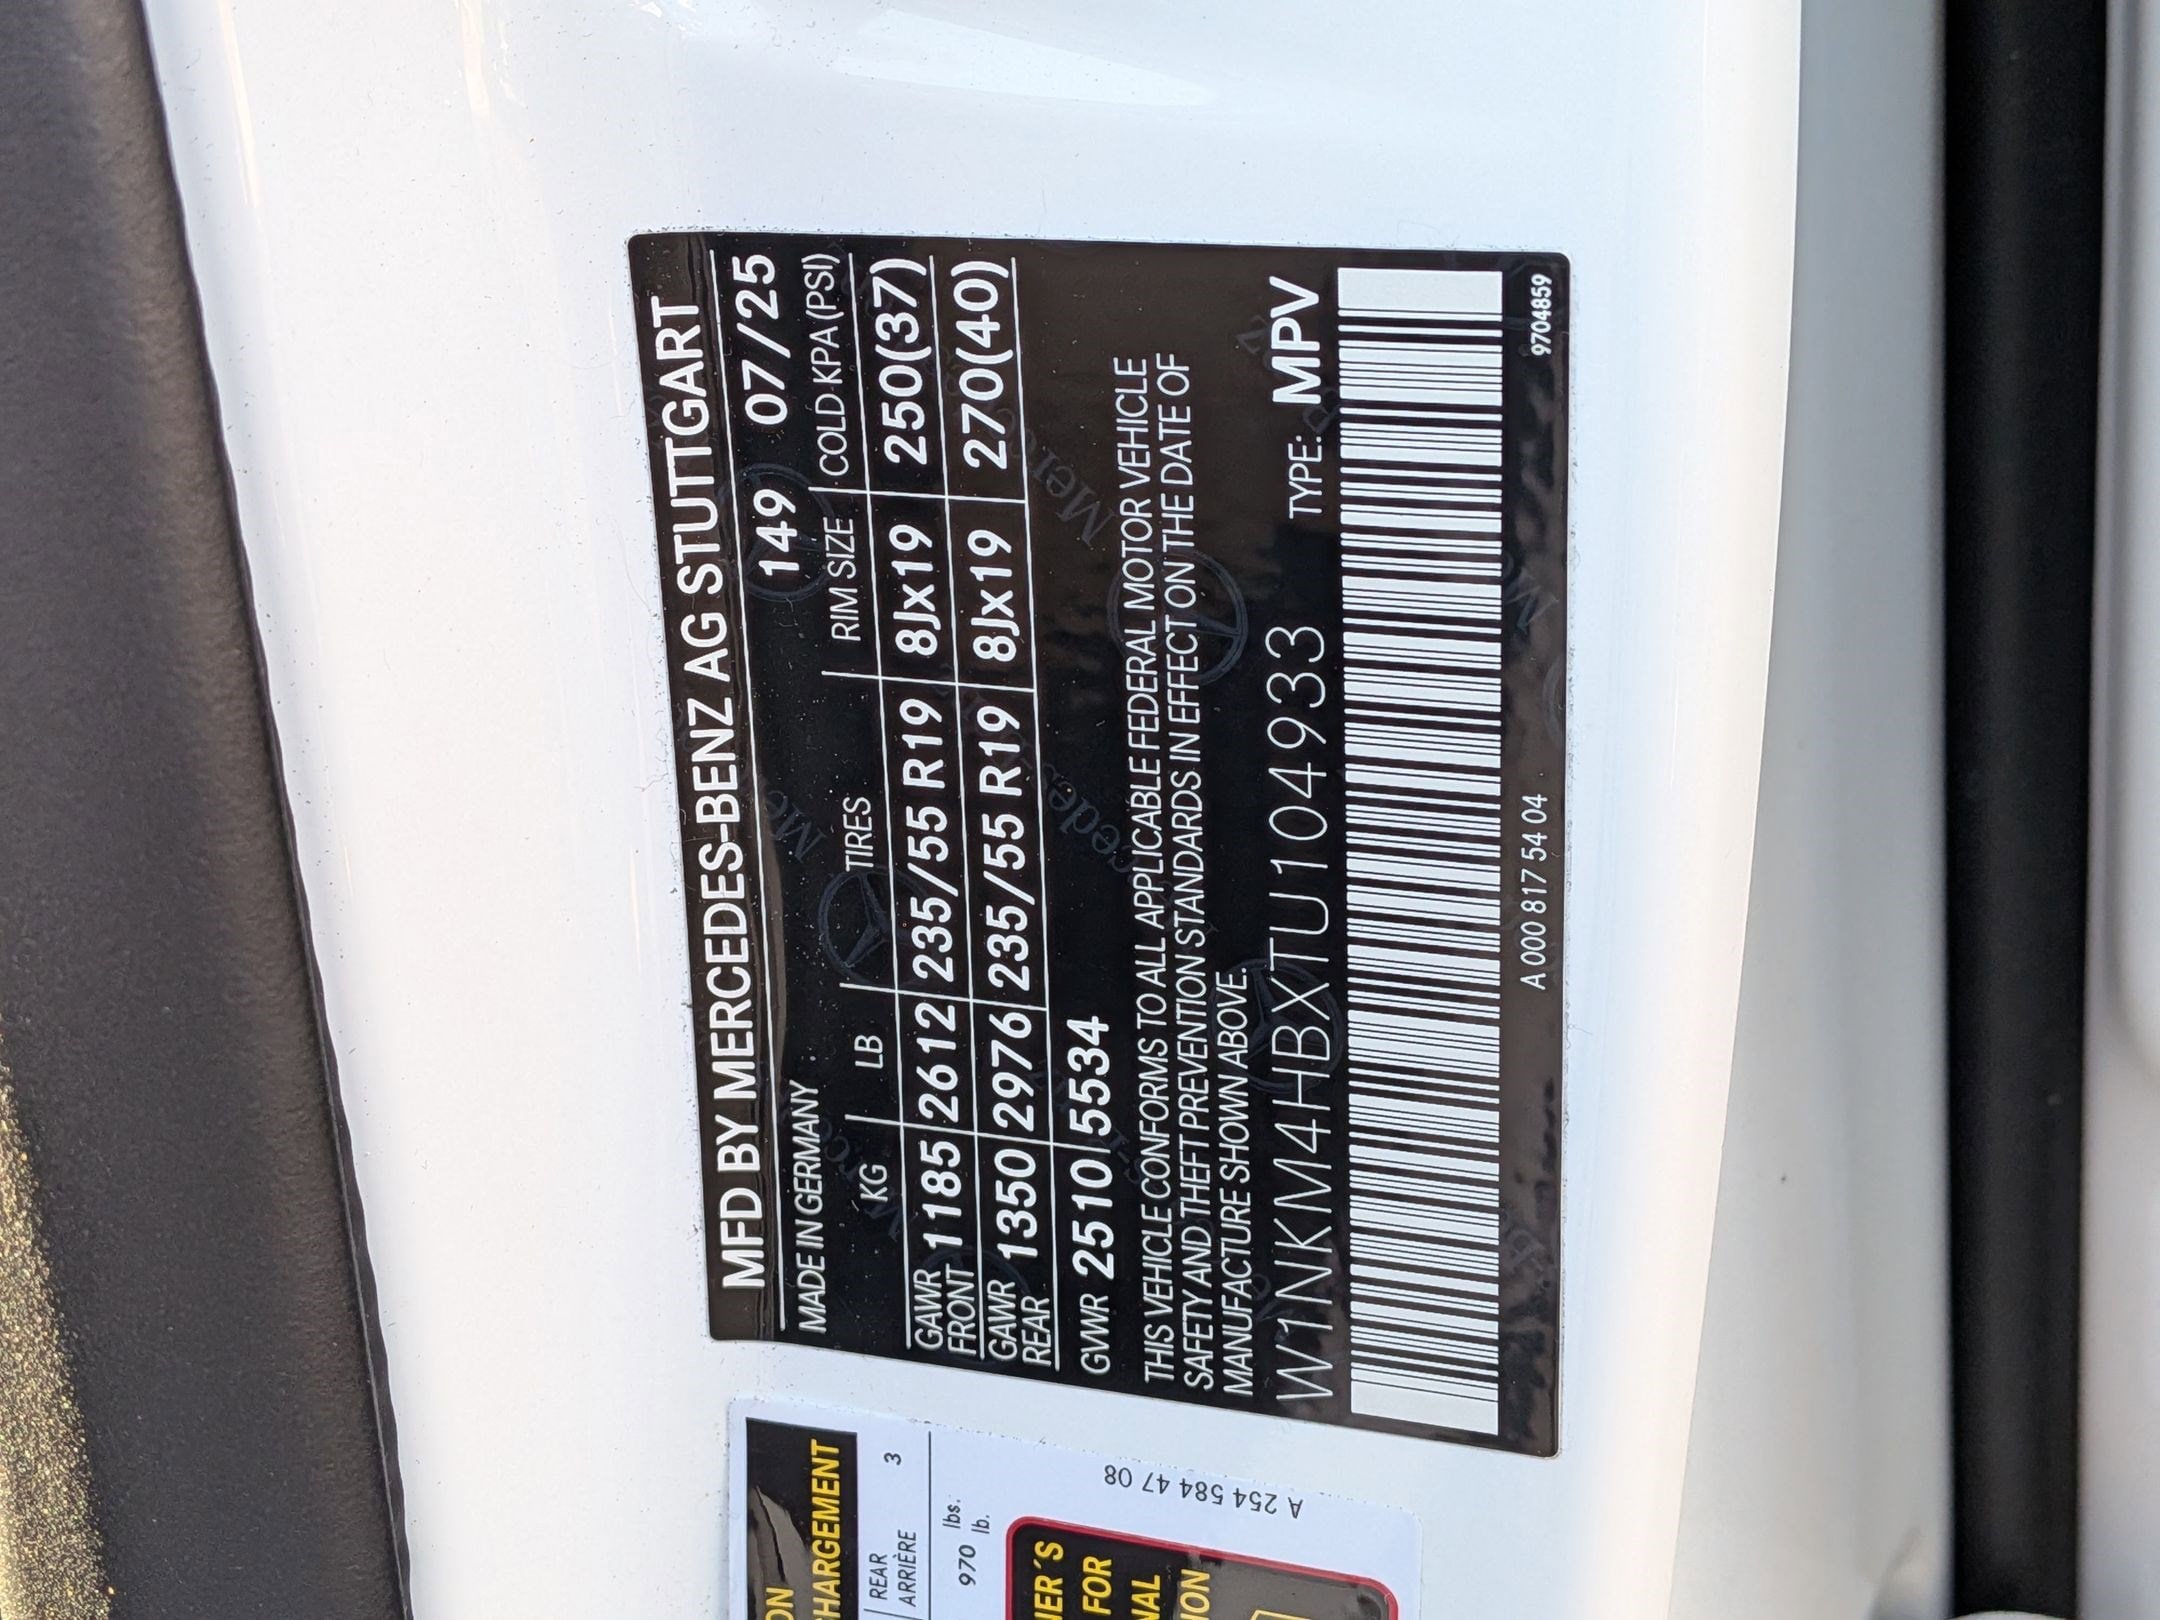 MFD BY MERCEDES-BENZ AG STUTTGART
MADE IN GERMANY 149 07/25
KG LB TIRES RIM SIZE COLD KPA (PSI)
GAWR FRONT 1185 2612 235/55 R19 8Jx19 250(37)
GAWR REAR 1350 2976 235/55 R19 8Jx19 270(40)
GVWR 2510 5534
THIS VEHICLE CONFORMS TO ALL APPLICABLE FEDERAL MOTOR VEHICLE
SAFETY AND THEFT PREVENTION STANDARDS IN EFFECT ON THE DATE OF
MANUFACTURE SHOWN ABOVE.
W1NKM4HBXTU104933 TYPE: MPV
A 000 817 54 04 9704859
REAR 3
ARRIÈRE
970 lbs.
lb.
FOR
A 254 584 47 08